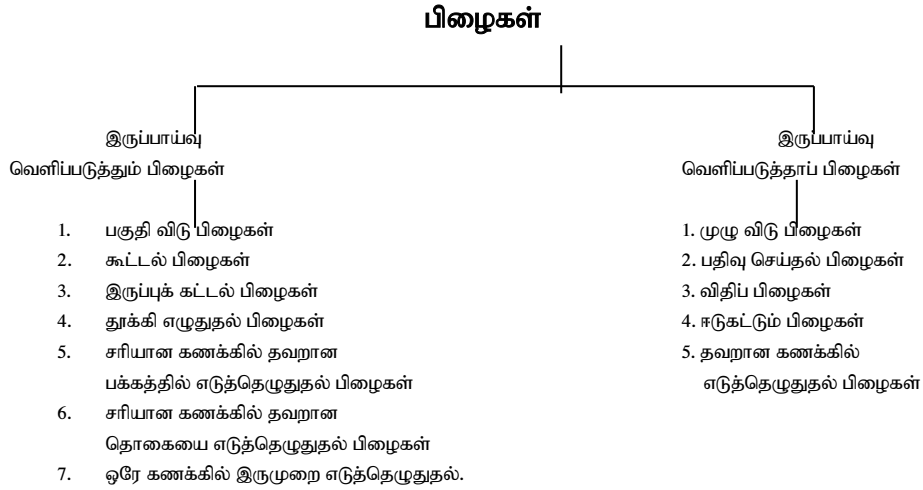 பிழைகள்
இருப்பாய்வு
வெளிப்படுத்தும் பிழைகள்
1. பகுதி விடு பிழைகள்
2. கூட்டல் பிழைகள்
3. இருப்புக் கட்டல் பிழைகள்
4. தூக்கி எழுதுதல் பிழைகள்
5. சரியான கணக்கில் தவறான
பக்கத்தில் எடுத்தெழுதுதல் பிழைகள்
6. சரியான கணக்கில் தவறான
தொகையை எடுத்தெழுதுதல் பிழைகள்
7. ஒரே கணக்கில் இருமுறை எடுத்தெழுதுதல்.
இருப்பாய்வு
வெளிப்படுத்தாப் பிழைகள்
1. முழு விடு பிழைகள்
2. பதிவு செய்தல் பிழைகள்
3. விதிப் பிழைகள்
4. ஈடுகட்டும் பிழைகள்
5. தவறான கணக்கில்
எடுத்தெழுதுதல் பிழைகள்